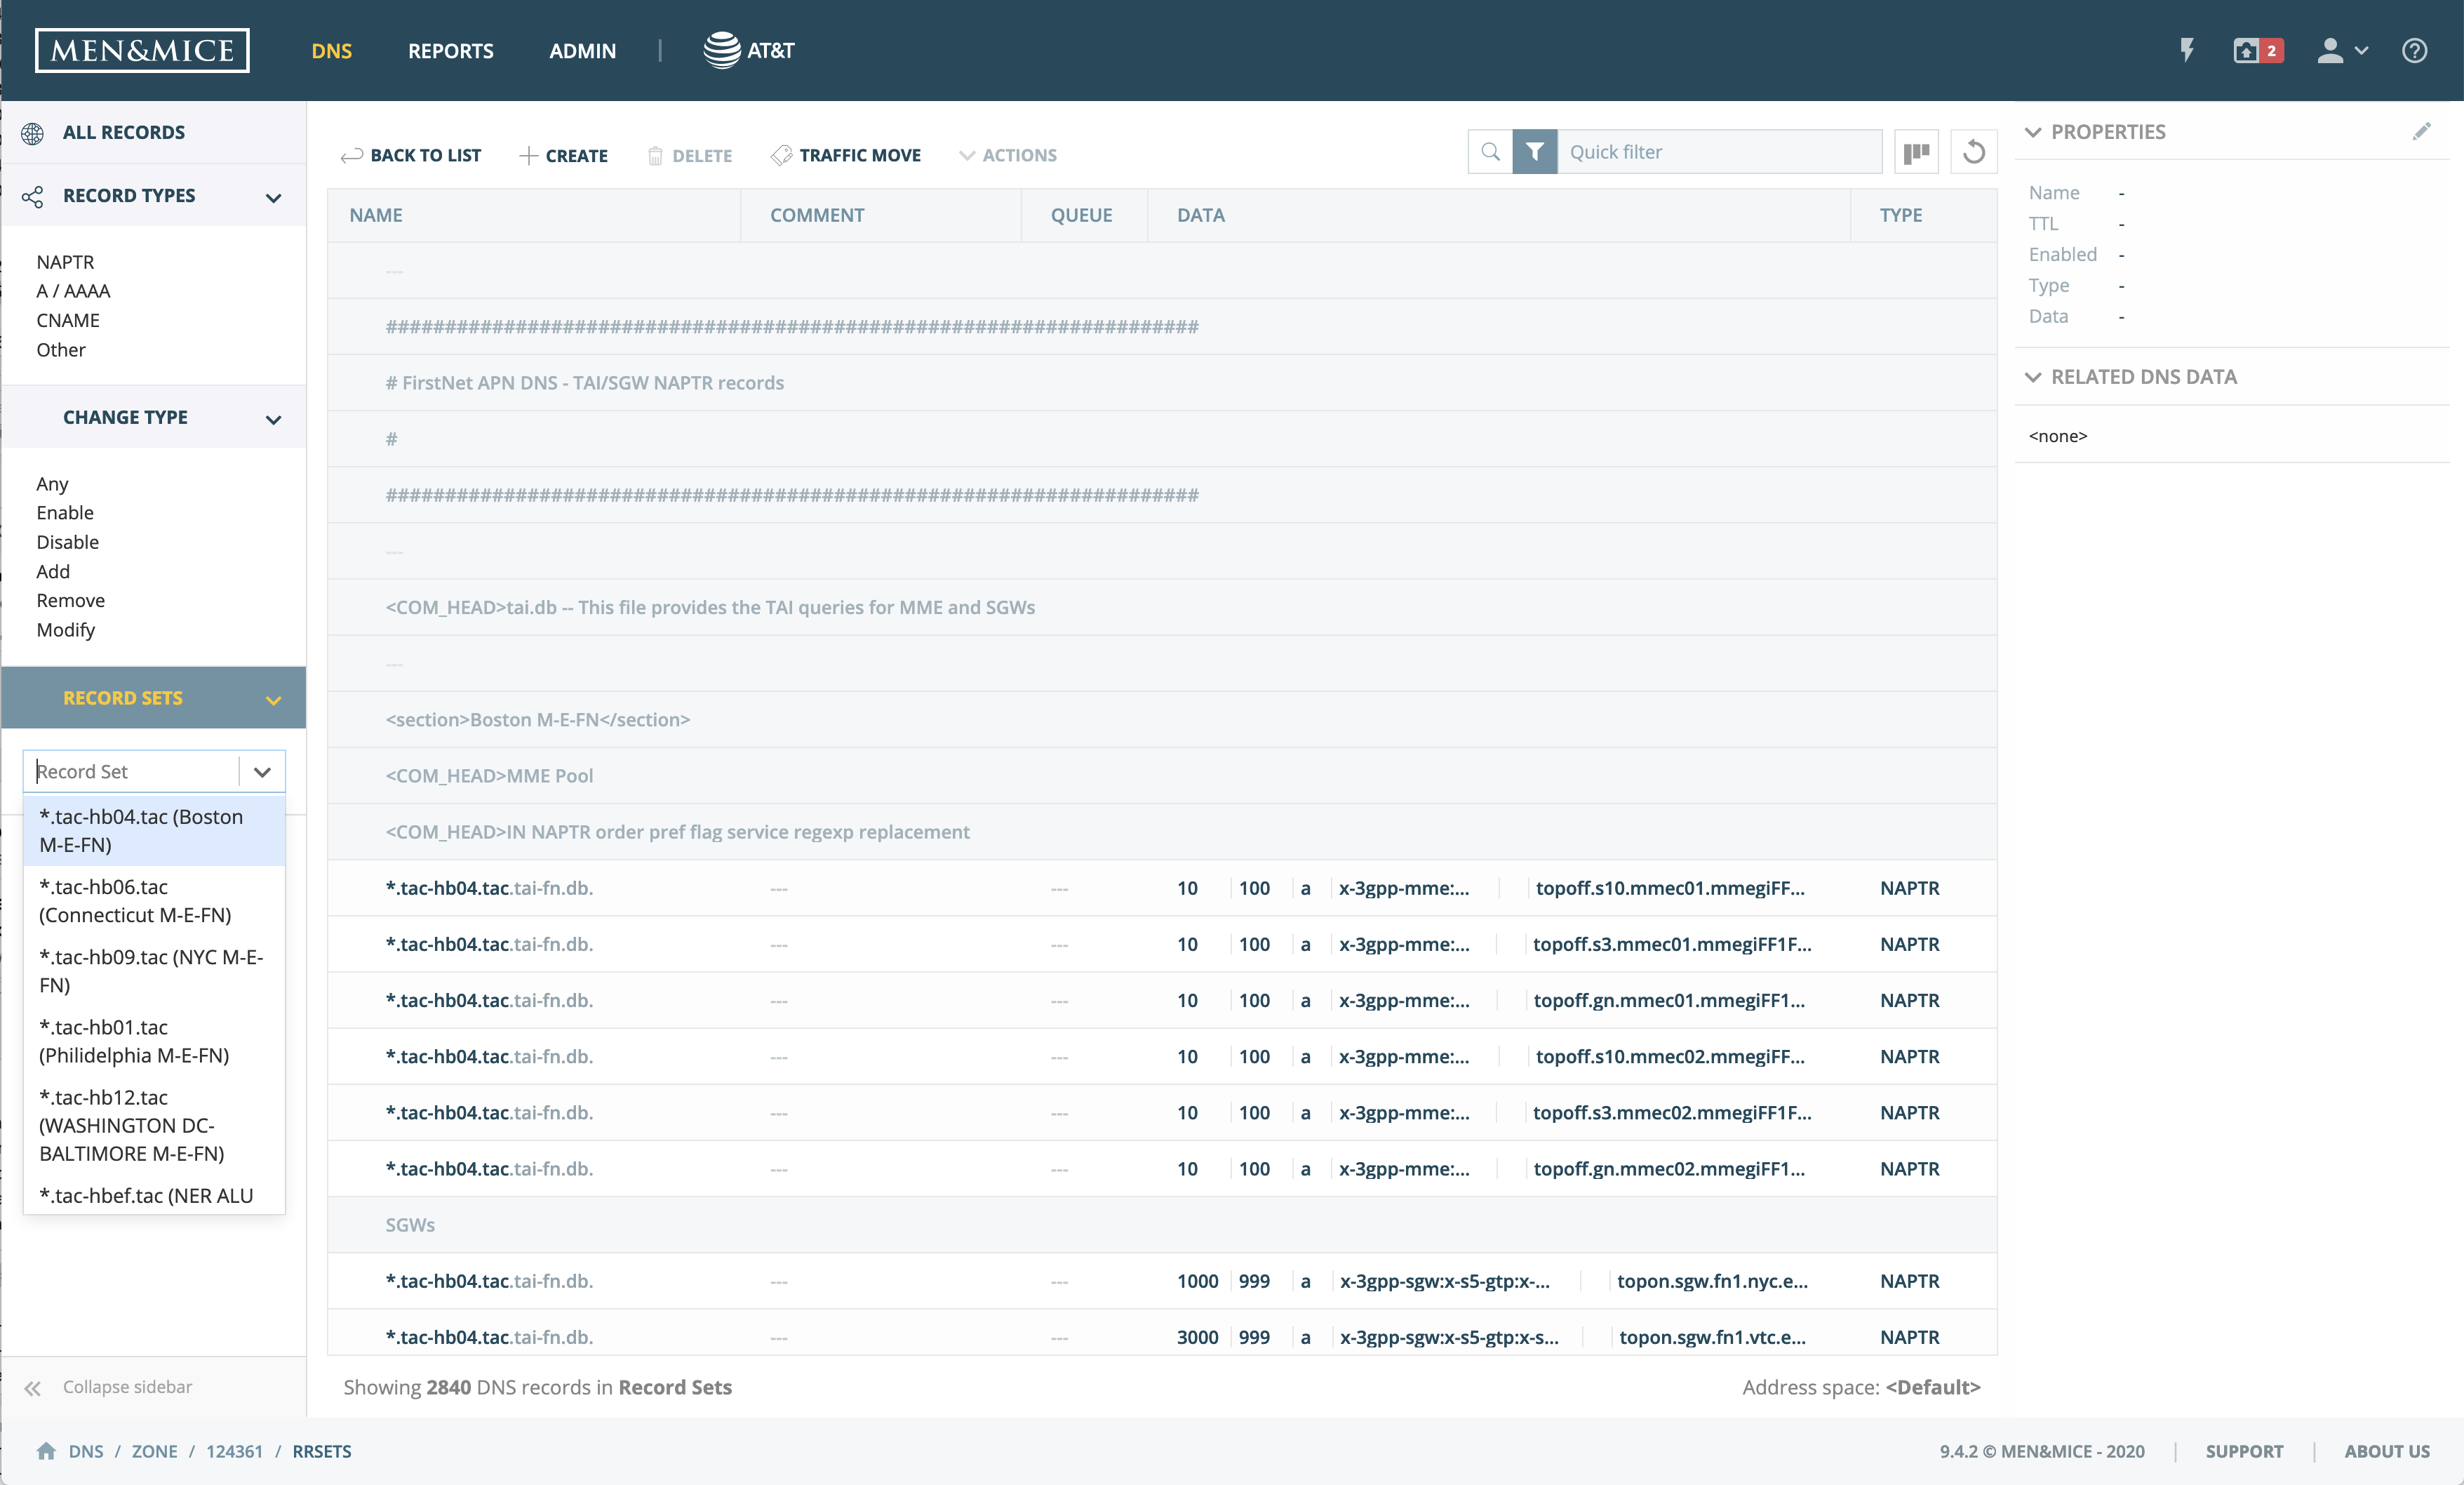 MEN&MICE DNS REPORTS ADMIN | AT&T 2
ALL RECORDS
RECORD TYPES
NAPTR
A / AAAA
CNAME
Other
CHANGE TYPE
Any
Enable
Disable
Add
Remove
Modify
RECORD SETS
Record Set
*.tac-hb04.tac (Boston
M-E-FN)
*.tac-hb06.tac
(Connecticut M-E-FN)
*.tac-hb09.tac (NYC M-E-
FN)
*.tac-hb01.tac
(Philidelphia M-E-FN)
*.tac-hb12.tac
(WASHINGTON DC-
BALTIMORE M-E-FN)
*.tac-hbef.tac (NER ALU
Collapse sidebar
BACK TO LIST CREATE DELETE TRAFFIC MOVE ACTIONS Quick filter
NAME COMMENT QUEUE DATA TYPE
---
#####################################################################
# FirstNet APN DNS - TAI/SGW NAPTR records
#
#####################################################################
---
<COM_HEAD>tai.db -- This file provides the TAI queries for MME and SGWs
---
<section>Boston M-E-FN</section>
<COM_HEAD>MME Pool
<COM_HEAD>IN NAPTR order pref flag service regexp replacement
*.tac-hb04.tac.tai-fn.db. --- --- 10 100 a x-3gpp-mme:... topoff.s10.mmec01.mmegiFF... NAPTR
*.tac-hb04.tac.tai-fn.db. --- --- 10 100 a x-3gpp-mme:... topoff.s3.mmec01.mmegiFF1F... NAPTR
*.tac-hb04.tac.tai-fn.db. --- --- 10 100 a x-3gpp-mme:... topoff.gn.mmec01.mmegiFF1... NAPTR
*.tac-hb04.tac.tai-fn.db. --- --- 10 100 a x-3gpp-mme:... topoff.s10.mmec02.mmegiFF... NAPTR
*.tac-hb04.tac.tai-fn.db. --- --- 10 100 a x-3gpp-mme:... topoff.s3.mmec02.mmegiFF1F... NAPTR
*.tac-hb04.tac.tai-fn.db. --- --- 10 100 a x-3gpp-mme:... topoff.gn.mmec02.mmegiFF1... NAPTR
SGWs
*.tac-hb04.tac.tai-fn.db. --- --- 1000 999 a x-3gpp-sgw:x-s5-gtp:x-... topon.sgw.fn1.nyc.e... NAPTR
*.tac-hb04.tac.tai-fn.db. --- --- 3000 999 a x-3gpp-sgw:x-s5-gtp:x-s... topon.sgw.fn1.vtc.e... NAPTR
Showing 2840 DNS records in Record Sets Address space: <Default>
PROPERTIES
Name -
TTL -
Enabled -
Type -
Data -
RELATED DNS DATA
<none>
DNS / ZONE / 124361 / RRSETS 9.4.2 © MEN&MICE - 2020 | SUPPORT | ABOUT US